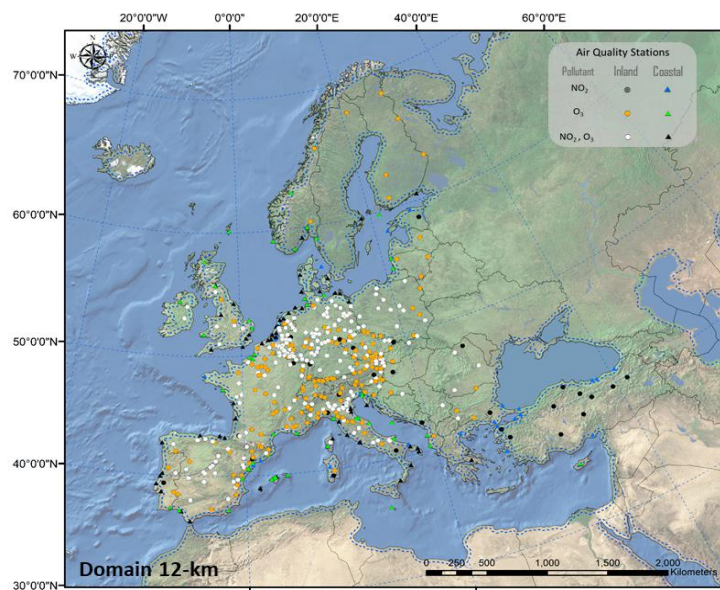 20°0'0"W 0°0'0" 20°0'0"E 40°0'0"E 60°0'0"E
70°0'0"N
60°0'0"N
50°0'0"N
40°0'0"N
30°0'0"N
N
W
Air Quality Stations
Pollutant Inland Coastal
NO₂
O₃
NO₂, O₃
Domain 12-km
0 250 500 1,000 1,500 2,000
Kilometers